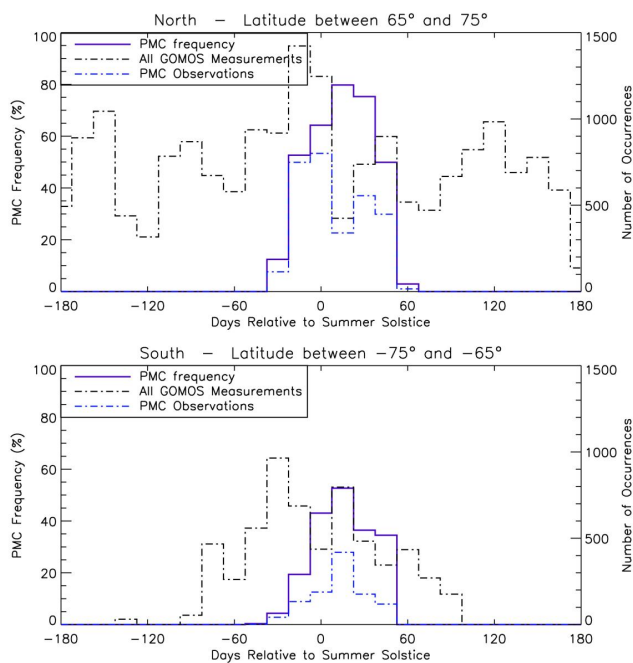 North — Latitude between 65° and 75°
PMC frequency
All GOMOS Measurements
PMC Observations
100
80
60
40
20
0
PMC Frequency (%)
1500
1000
500
0
Number of Occurrences
-180 -120 -60 0 60 120 180
Days Relative to Summer Solstice
South — Latitude between -75° and -65°
PMC frequency
All GOMOS Measurements
PMC Observations
100
80
60
40
20
0
PMC Frequency (%)
1500
1000
500
0
Number of Occurrences
-180 -120 -60 0 60 120 180
Days Relative to Summer Solstice